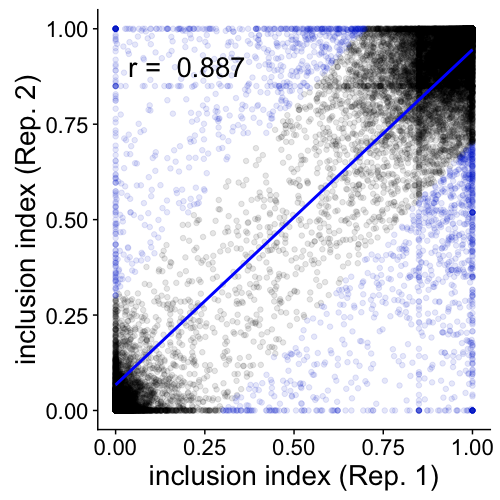 1.00
r = 0.887
0.75
0.50
0.25
0.00
inclusion index (Rep. 2)
0.00 0.25 0.50 0.75 1.00
inclusion index (Rep. 1)